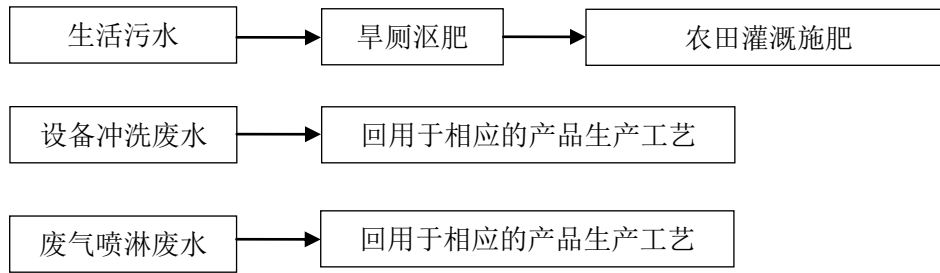 生活污水 旱厕沤肥 农田灌溉施肥
设备冲洗废水 回用于相应的产品生产工艺
废气喷淋废水 回用于相应的产品生产工艺